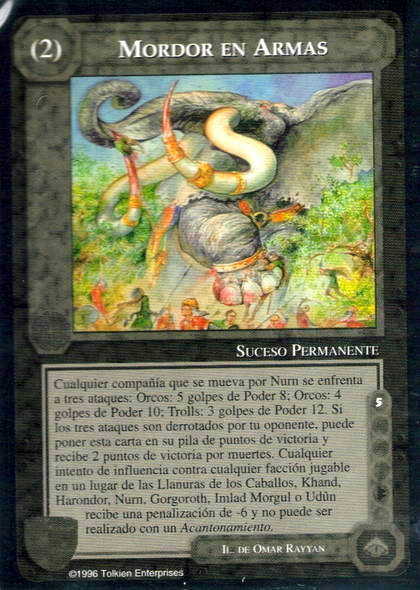 (2)
MORDOR EN ARMAS
SUCESO PERMANENTE
Cualquier compañía que se mueva por Nurn se enfrenta
a tres ataques: Orcos: 5 golpes de Poder 8; Orcos: 4
golpes de Poder 10; Trolls: 3 golpes de Poder 12. Si
los tres ataques son derrotados por tu oponente, puede
poner esta carta en su pila de puntos de victoria y
recibe 2 puntos de victoria por muertes. Cualquier
intento de influencia contra cualquier facción jugable
en un lugar de las Llanuras de los Caballos, Khand,
Harondor, Nurn, Gorgoroth, Imlad Morgul o Udûn
recibe una penalización de -6 y no puede ser
realizado con un Acantonamiento.
5
IL. DE OMAR RAYYAN
©1996 Tolkien Enterprises